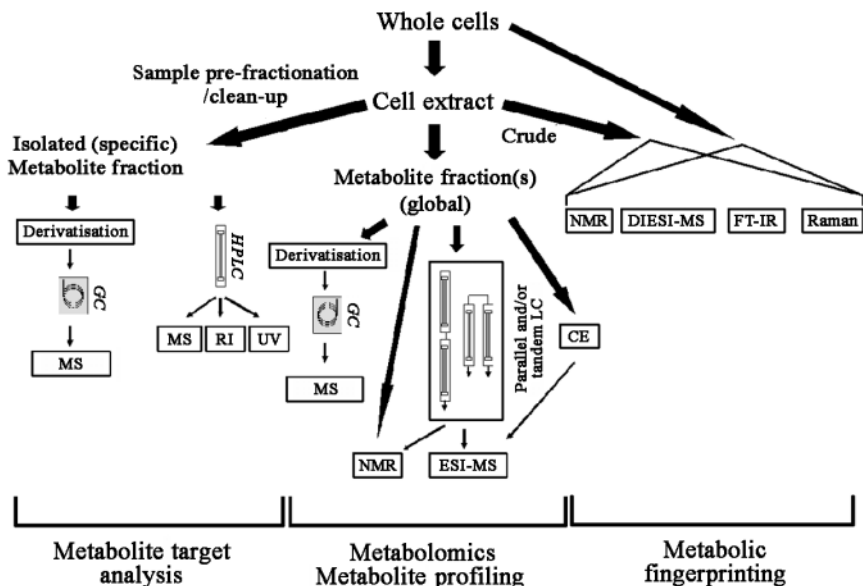 Whole cells
Sample pre-fractionation
/clean-up
Cell extract
Crude
Isolated (specific)
Metabolite fraction
Metabolite fraction(s)
(global)
NMR
DIESI-MS
FT-IR
Raman
Derivatisation
HPLC
GC
MS
MS
RI
UV
Derivatisation
GC
MS
Parallel and/or
tandem LC
CE
NMR
ESI-MS
Metabolite target
analysis
Metabolomics
Metabolite profiling
Metabolic
fingerprinting